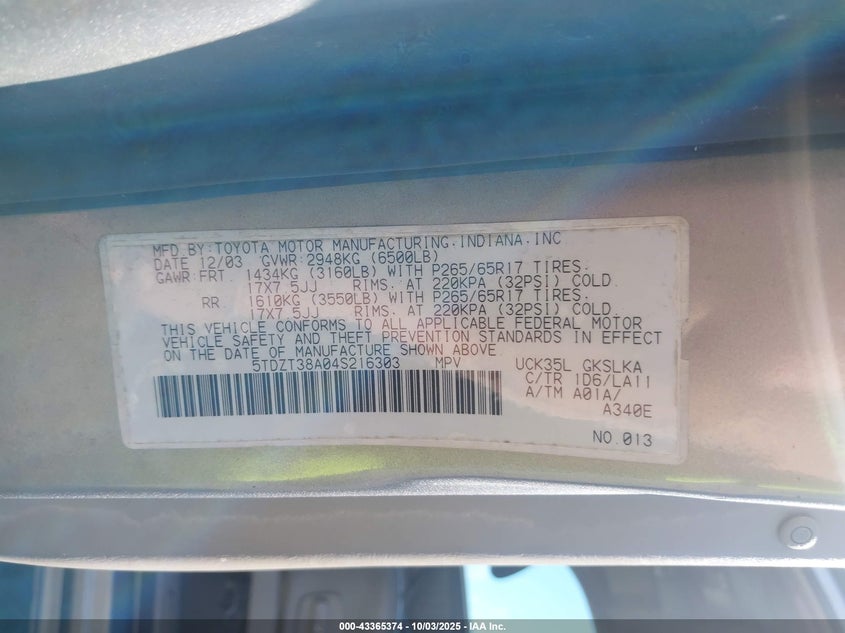 MFD.BY:TOYOTA MOTOR MANUFACTURING.INDIANA.INC
DATE 12/03 GVWR:2948KG (6500LB)
GAWR:FRT 1434KG (3160LB) WITH P265/65R17 TIRES.
17X7.5JJ RIMS. AT 220KPA (32PSI) COLD.
RR 1610KG (3550LB) WITH P265/65R17 TIRES.
17X7.5JJ RIMS. AT 220KPA (32PSI) COLD.
THIS VEHICLE CONFORMS TO ALL APPLICABLE FEDERAL MOTOR
VEHICLE SAFETY AND THEFT PREVENTION STANDARDS IN EFFECT
ON THE DATE OF MANUFACTURE SHOWN ABOVE.
5TDZT38A04S216303 MPV UCK35L GKSLKA
C/TR 1D6/LA11
A/TM A01A/
A340E
NO.013
000-43365374 | 10/03/2025 - IAA Inc.